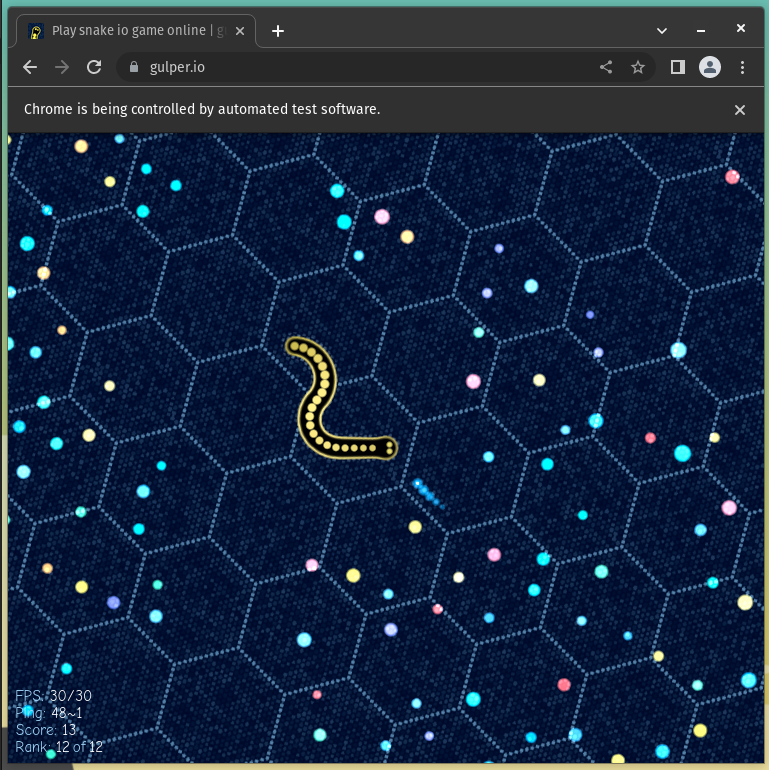 Play snake io game online | g
gulper.io
Chrome is being controlled by automated test software.
FPS: 30/30
Ping: 48~1
Score: 13
Rank: 12 of 12